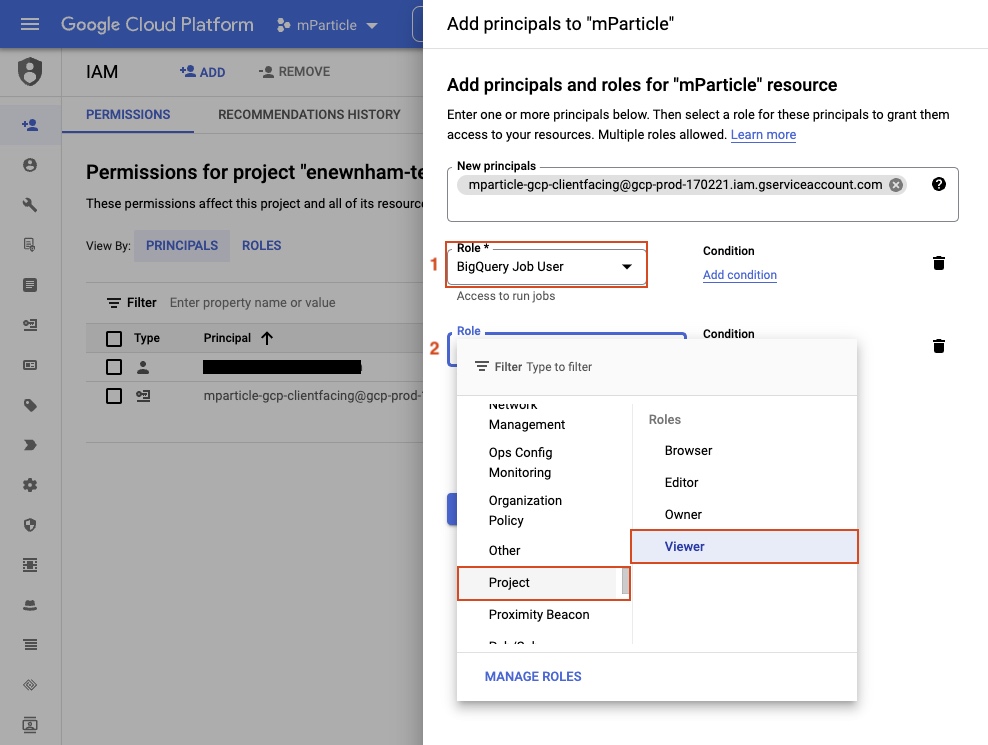 Google Cloud Platform
mParticle
IAM
ADD
REMOVE
PERMISSIONS
RECOMMENDATIONS HISTORY
Permissions for project "enewnham-te
These permissions affect this project and all of its resource
View By:
PRINCIPALS
ROLES
Filter
Enter property name or value
Type
Principal
mparticle-gcp-clientfacing@gcp-prod-
Add principals to "mParticle"
Add principals and roles for "mParticle" resource
Enter one or more principals below. Then select a role for these principals to grant them
access to your resources. Multiple roles allowed. Learn more
New principals
mparticle-gcp-clientfacing@gcp-prod-170221.iam.gserviceaccount.com
1
Role *
BigQuery Job User
Access to run jobs
Condition
Add condition
2
Role
Condition
Filter Type to filter
Network
Management
Ops Config
Monitoring
Organization
Policy
Other
Project
Proximity Beacon
Roles
Browser
Editor
Owner
Viewer
MANAGE ROLES